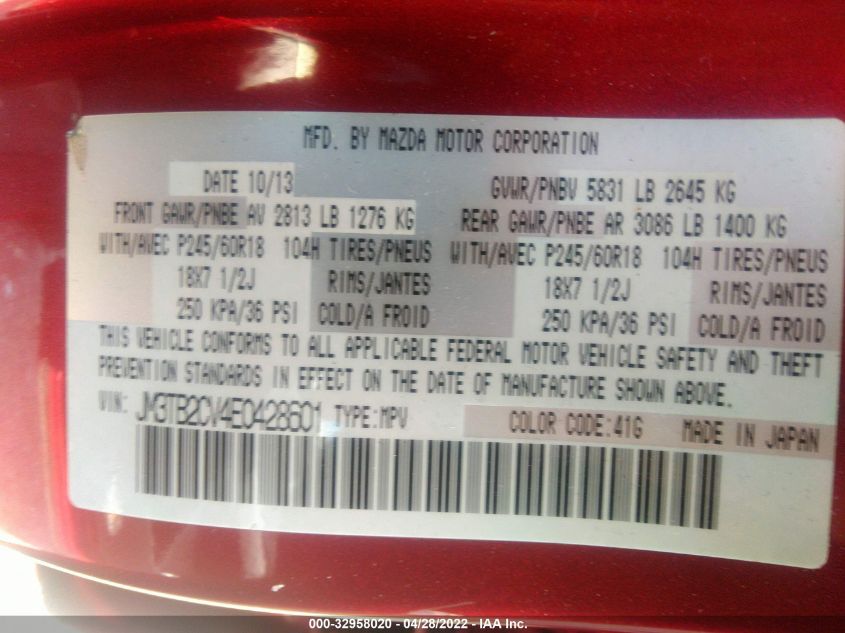 MFD. BY MAZDA MOTOR CORPORATION
DATE 10/13 GVWR/PNBV 5831 LB 2645 KG
FRONT GAWR/PNBE AV 2813 LB 1276 KG REAR GAWR/PNBE AR 3086 LB 1400 KG
WITH/AVEC P245/60R18 104H TIRES/PNEUS WITH/AVEC P245/60R18 104H TIRES/PNEUS
18X7 1/2J RIMS/JANTES 18X7 1/2J RIMS/JANTES
250 KPA/36 PSI COLD/A FROID 250 KPA/36 PSI COLD/A FROID
THIS VEHICLE CONFORMS TO ALL APPLICABLE FEDERAL MOTOR VEHICLE SAFETY AND THEFT
PREVENTION STANDARDS IN EFFECT ON THE DATE OF MANUFACTURE SHOWN ABOVE.
VIN: JM3TB2CV4E0428601 TYPE:MPV COLOR CODE:41G MADE IN JAPAN
000-32958020 - 04/28/2022 - IAA Inc.